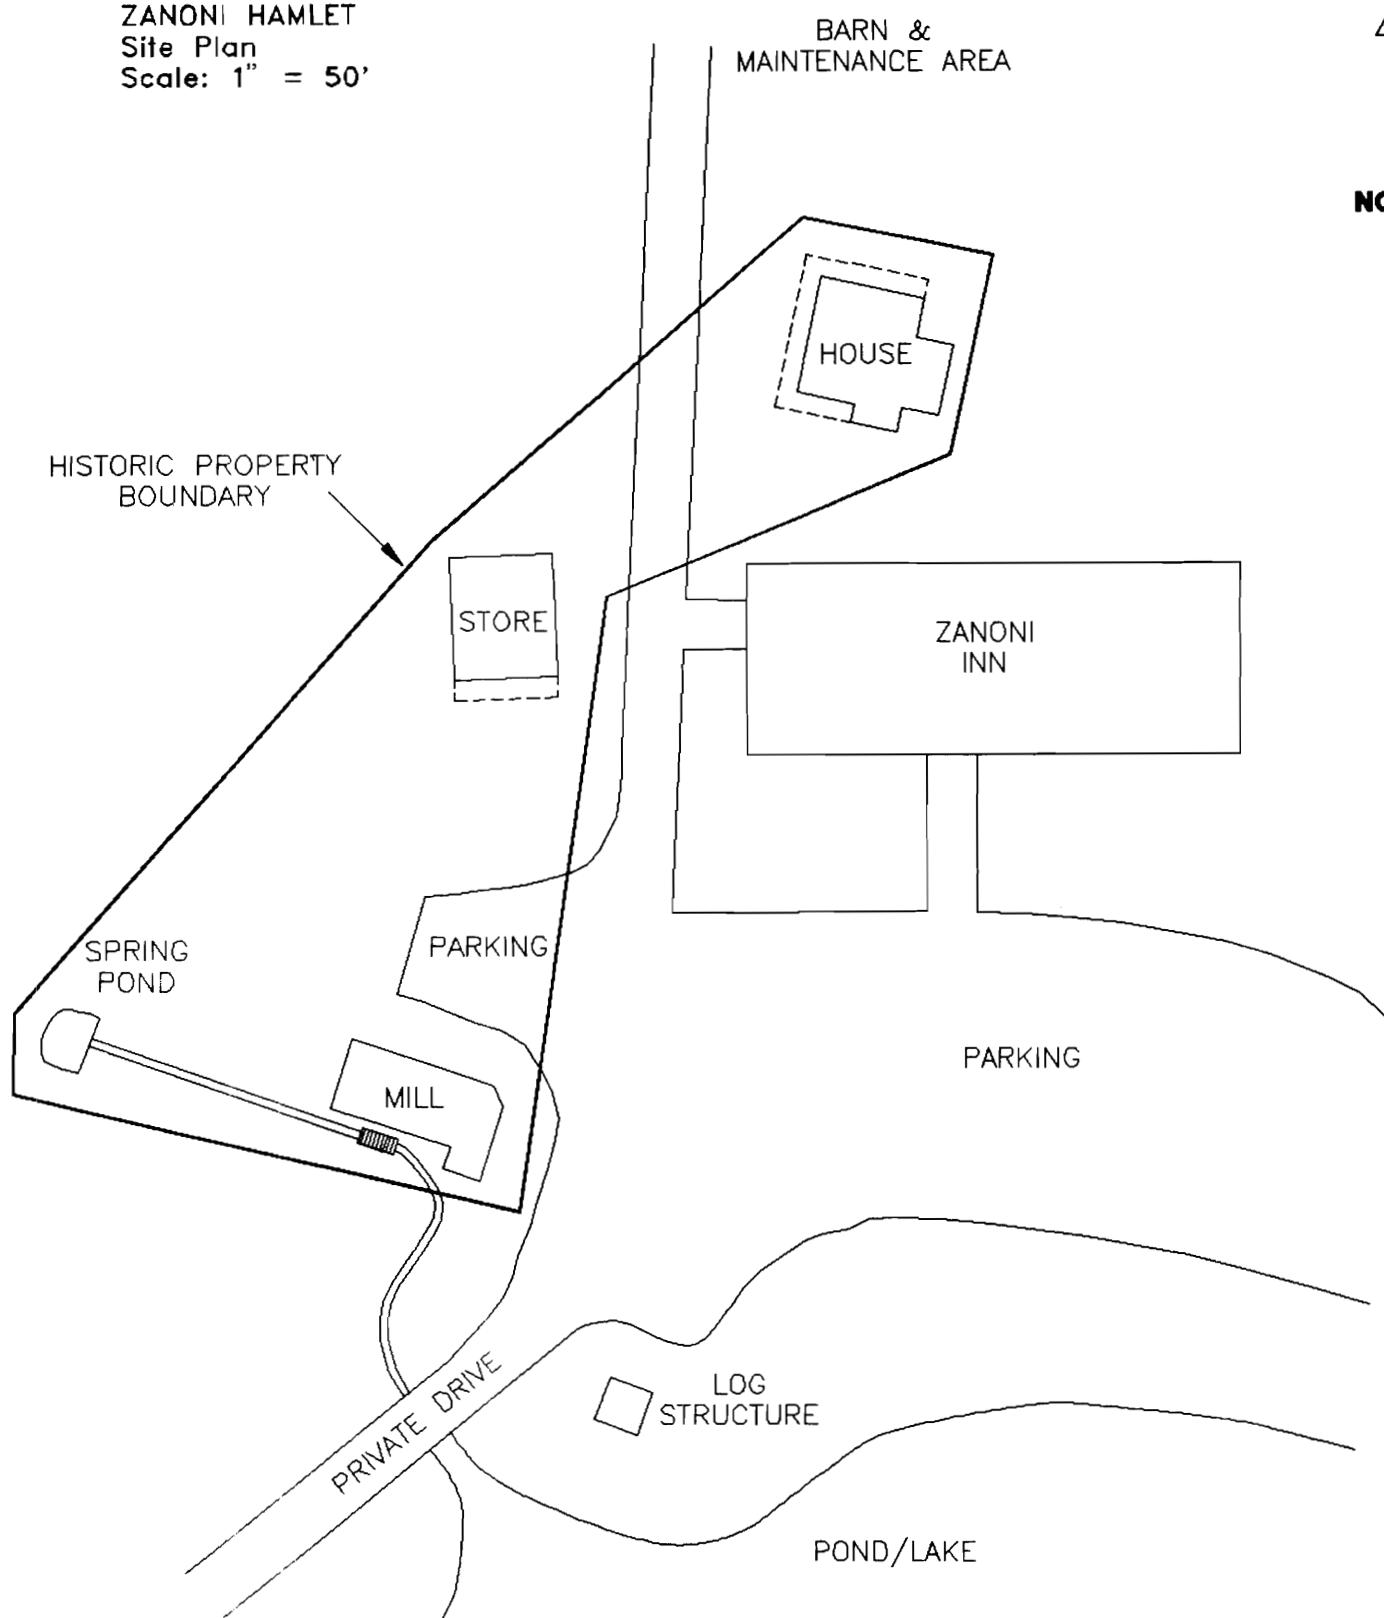 ZANONI HAMLET
Site Plan
Scale: 1" = 50'
BARN &
MAINTENANCE AREA
HOUSE
HISTORIC PROPERTY
BOUNDARY
STORE
ZANONI
INN
SPRING
POND
PARKING
MILL
PARKING
PRIVATE DRIVE
LOG
STRUCTURE
POND/LAKE